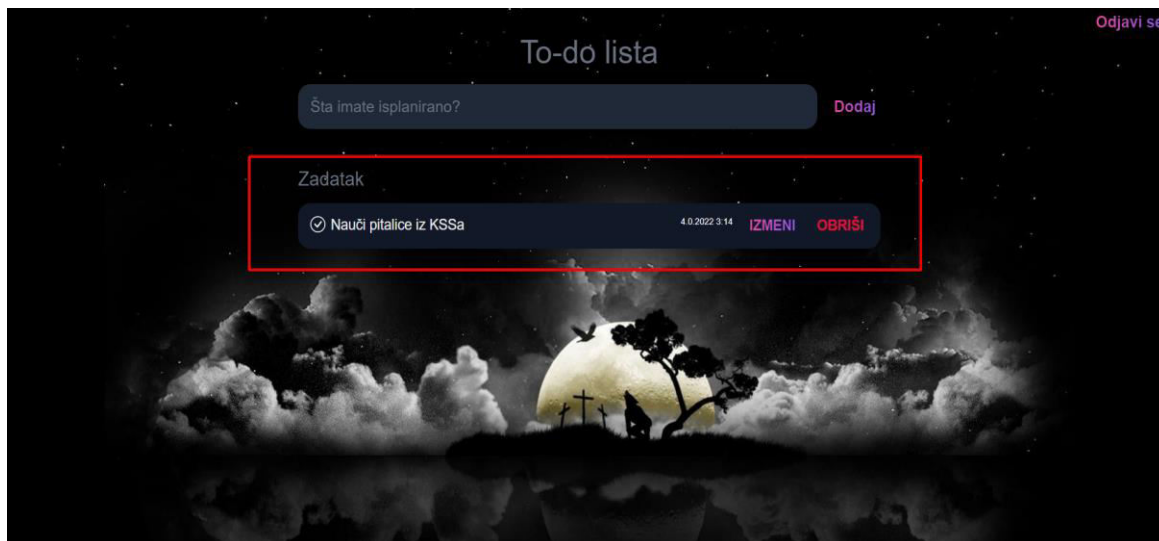 Odjavi se
To-do lista
Šta imate isplanirano?
Dodaj
Zadatak
Nauči pitalice iz KSSa
4.0.2022 3:14
IZMENI
OBRIŠI